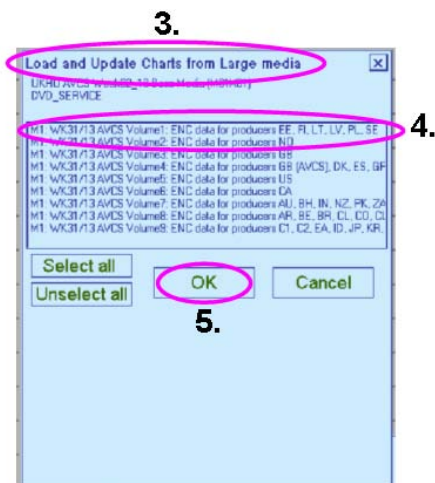 3.
Load and Update Charts from Large media
DVD_SERVICE
M1: WK31/13 AVCS Volume1: ENC data for producers EE, FI, LT, LV, PL, SE
4.
M1: WK31/13 AVCS Volume2: ENC data for producers NO
M1: WK31/13 AVCS Volume3: ENC data for producers GB
M1: WK31/13 AVCS Volume4: ENC data for producers GB (AVCS), DK, ES, GR
M1: WK31/13 AVCS Volume5: ENC data for producers US
M1: WK31/13 AVCS Volume6: ENC data for producers CA
M1: WK31/13 AVCS Volume7: ENC data for producers AU, BH, IN, NZ, PK, ZA
M1: WK31/13 AVCS Volume8: ENC data for producers AR, BE, BR, CL, CO, CL
M1: WK31/13 AVCS Volume9: ENC data for producers C1, C2, EA, ID, JP, KR,
Select all
Unselect all
OK
Cancel
5.